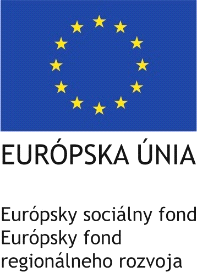 EURÓPSKA ÚNIA
Európsky sociálny fond
Európsky fond
regionálneho rozvoja